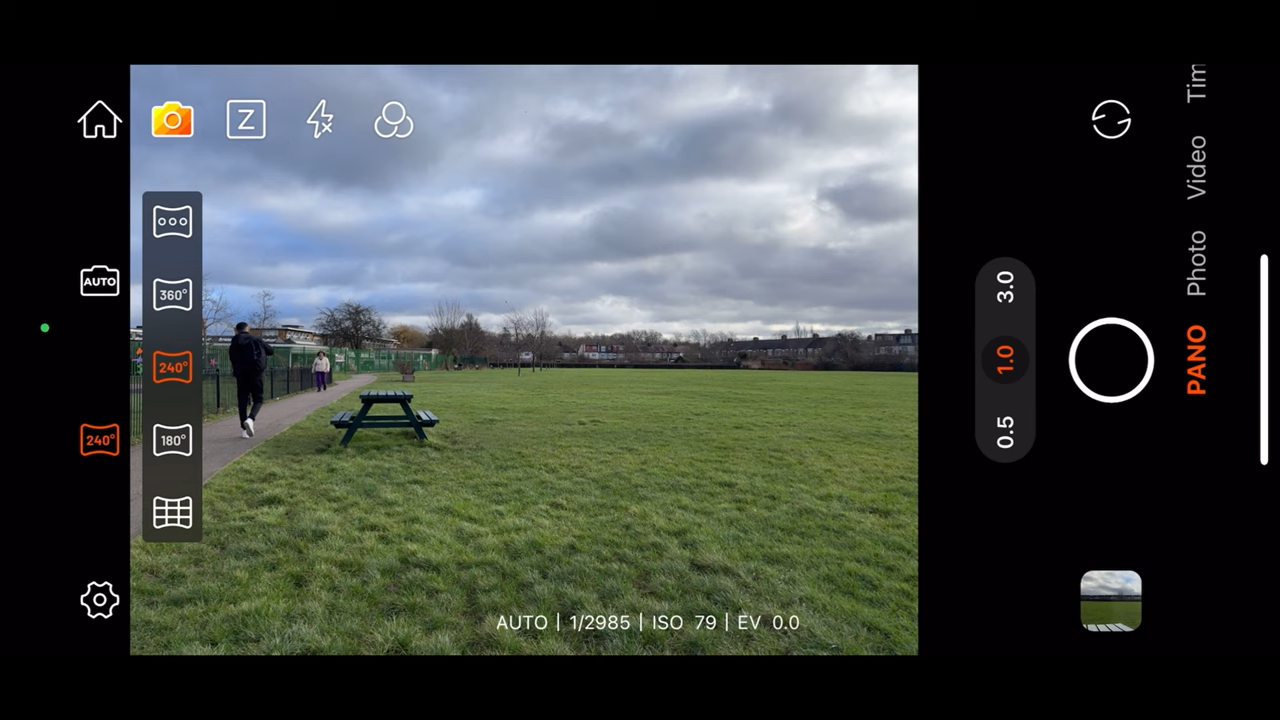 Z
AUTO
360°
240°
240°
180°
AUTO | 1/2985 | ISO 79 | EV 0.0
3.0
1.0
0.5
Tim
Video
Photo
PANO